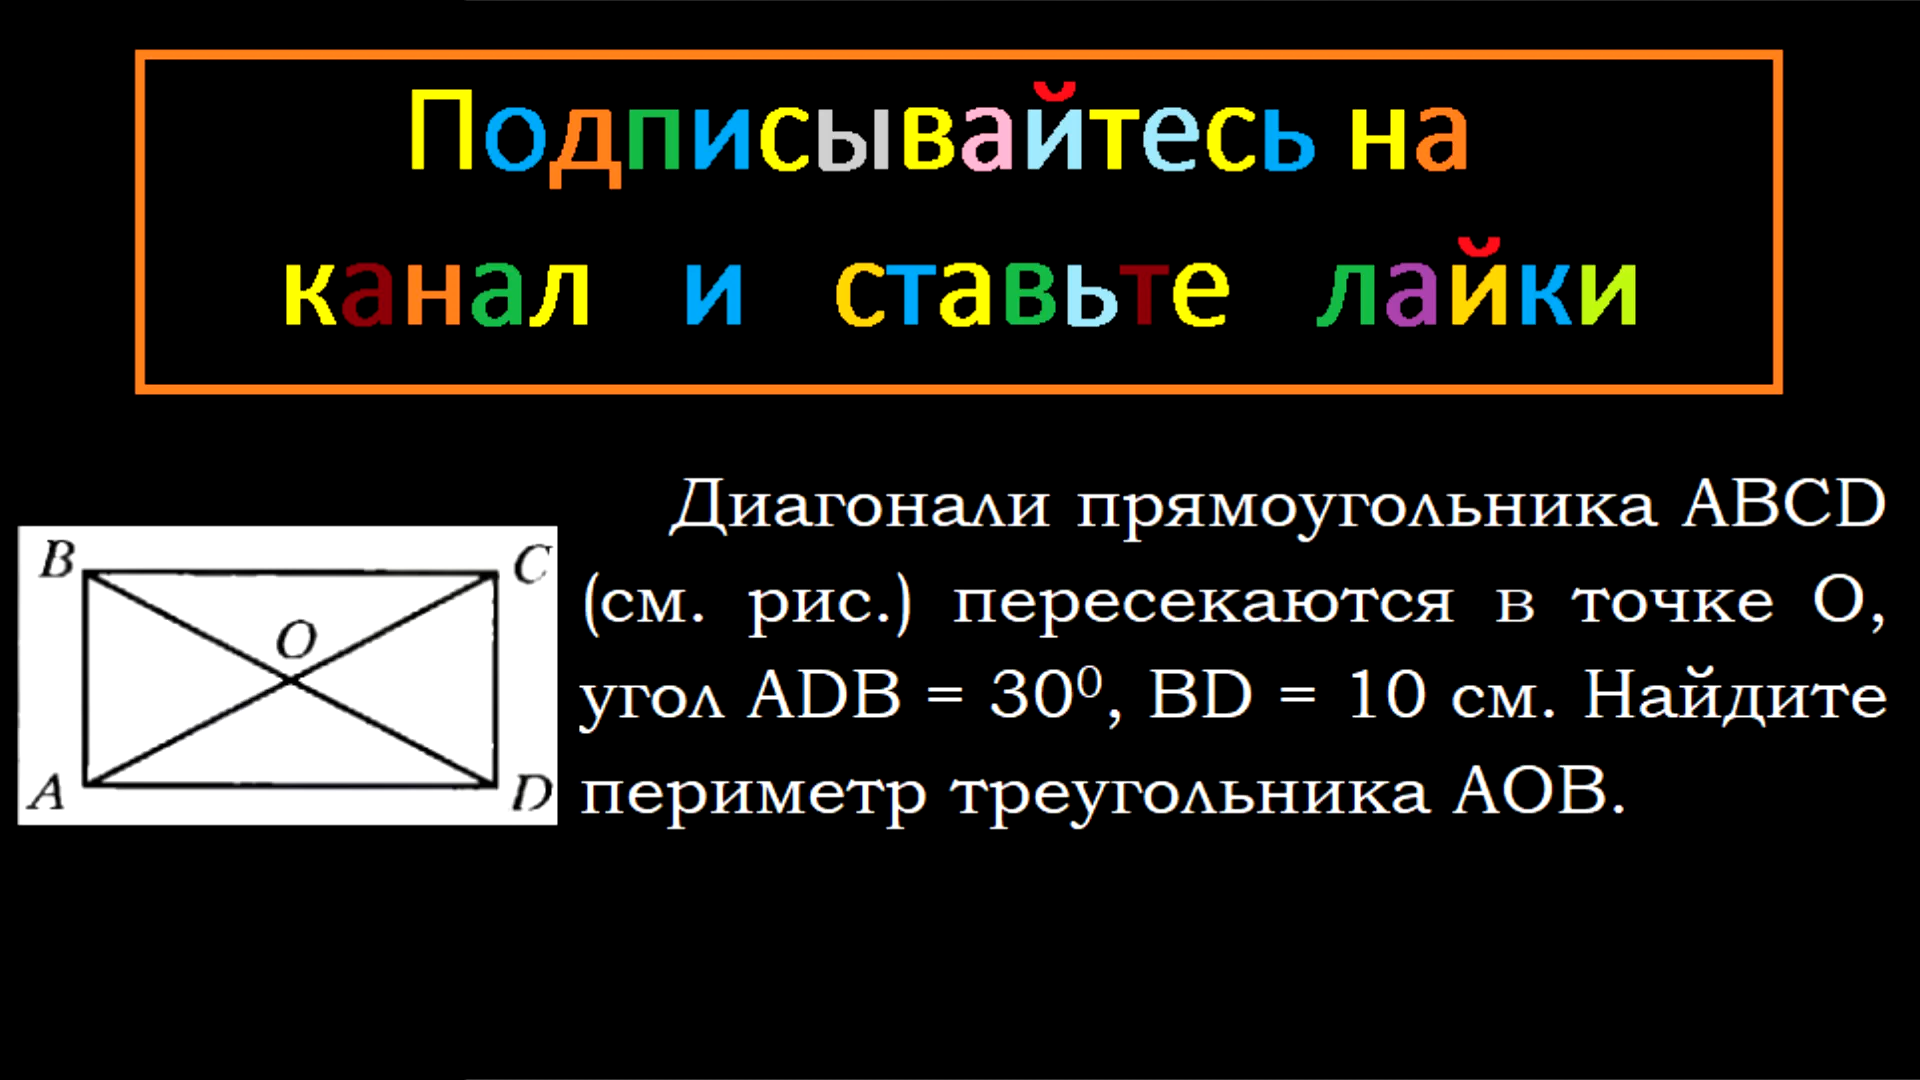 Подписывайтесь на
канал и ставьте лайки
Диагонали прямоугольника ABCD
(см. рис.) пересекаются в точке О,
угол ADB = 30⁰, BD = 10 см. Найдите
периметр треугольника АОВ.
B
C
O
A
D